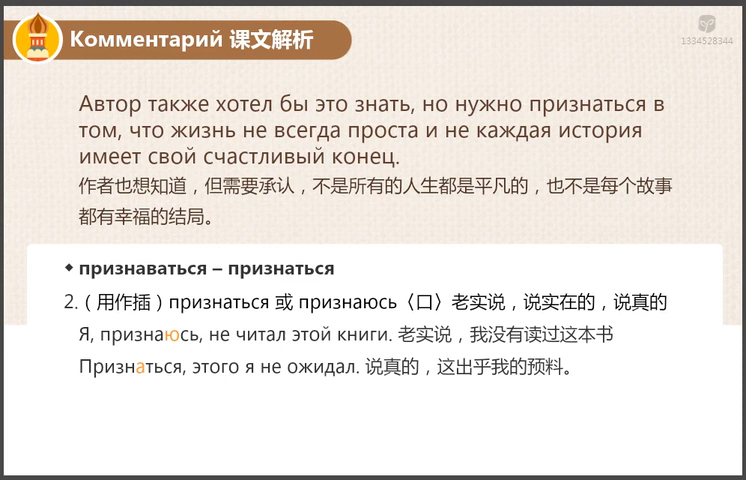 Комментарий 课文解析
1334528344
Автор также хотел бы это знать, но нужно признаться в
том, что жизнь не всегда проста и не каждая история
имеет свой счастливый конец.
作者也想知道，但需要承认，不是所有的人生都是平凡的，也不是每个故事
都有幸福的结局。
◆ признаваться – признаться
2.（用作插）признаться 或 признаюсь〈口〉老实说，说实在的，说真的
Я, признаюсь, не читал этой книги. 老实说，我没有读过这本书
Признаться, этого я не ожидал. 说真的，这出乎我的预料。